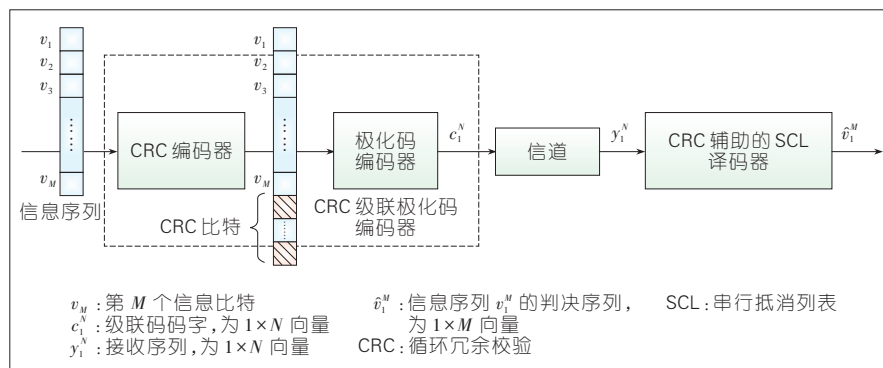 v₁
v₂
v₃
……
v_M
信息序列
CRC 编码器
v₁
v₂
v₃
……
v_M
……
CRC 比特
极化码
编码器
c₁ᴺ
CRC 级联极化码
编码器
信道
y₁ᴺ
CRC 辅助的 SCL
译码器
v̂₁ᴹ
v_M：第 M 个信息比特
c₁ᴺ：级联码码字，为 1×N 向量
y₁ᴺ：接收序列，为 1×N 向量
v̂₁ᴹ：信息序列 v₁ᴹ 的判决序列，
为 1×M 向量
CRC：循环冗余校验
SCL：串行抵消列表